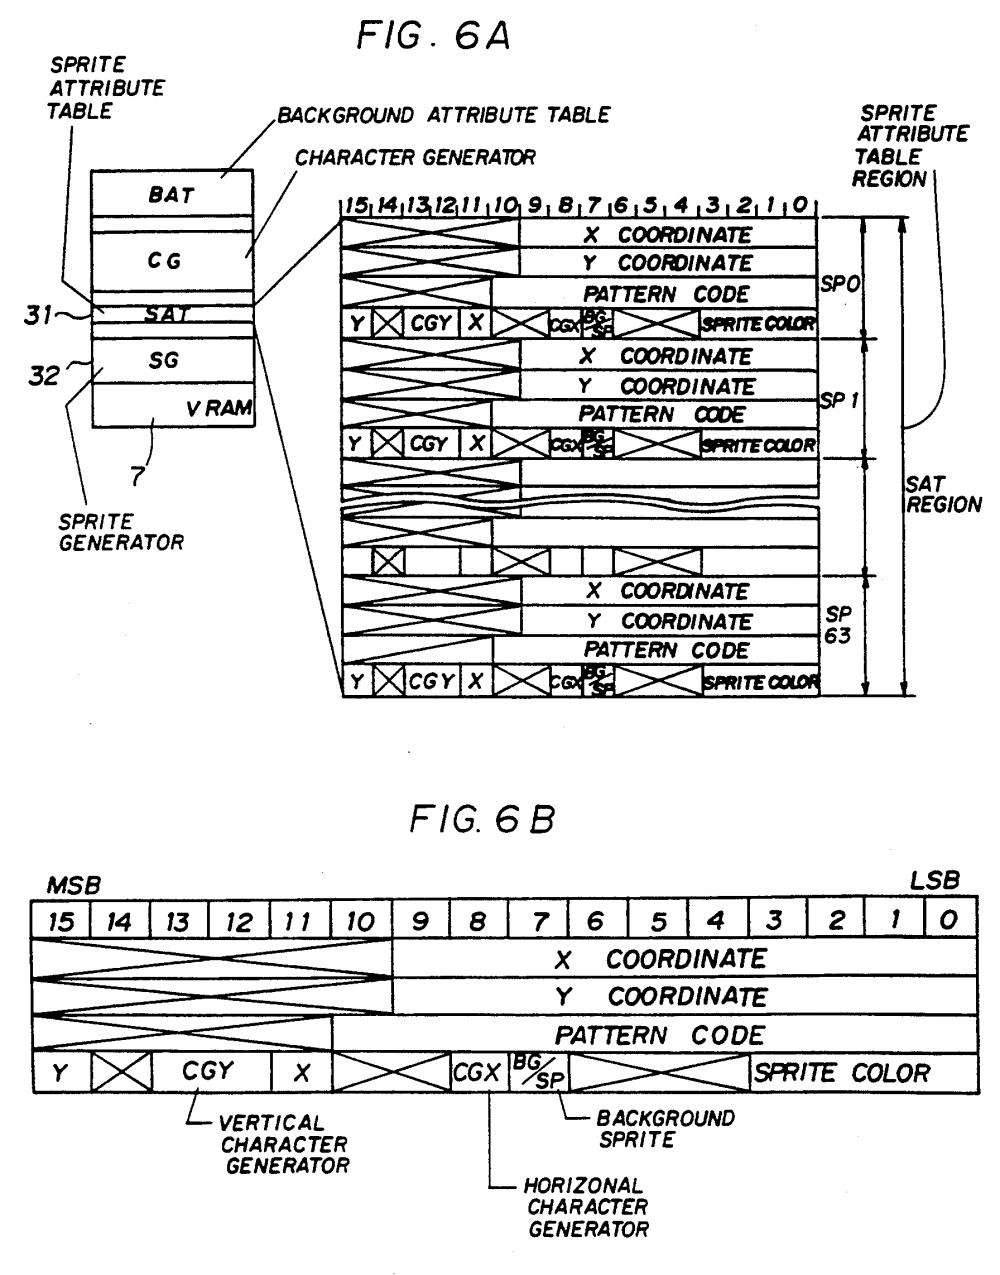 FIG. 6A
SPRITE
ATTRIBUTE
TABLE
BACKGROUND ATTRIBUTE TABLE
CHARACTER GENERATOR
BAT
CG
31
SAT
32
SG
VRAM
7
SPRITE
GENERATOR
SPRITE
ATTRIBUTE
TABLE
REGION
15 14 13 12 11 10 9 8 7 6 5 4 3 2 1 0
X COORDINATE
Y COORDINATE
PATTERN CODE
Y CGY X CGX BG/SP SPRITE COLOR
SP0
X COORDINATE
Y COORDINATE
PATTERN CODE
Y CGY X CGX BG/SP SPRITE COLOR
SP1
SAT
REGION
X COORDINATE
Y COORDINATE
PATTERN CODE
Y CGY X CGX BG/SP SPRITE COLOR
SP
63
FIG. 6B
MSB LSB
15 14 13 12 11 10 9 8 7 6 5 4 3 2 1 0
X COORDINATE
Y COORDINATE
PATTERN CODE
Y CGY X CGX BG/SP SPRITE COLOR
VERTICAL
CHARACTER
GENERATOR
BACKGROUND
SPRITE
HORIZONAL
CHARACTER
GENERATOR